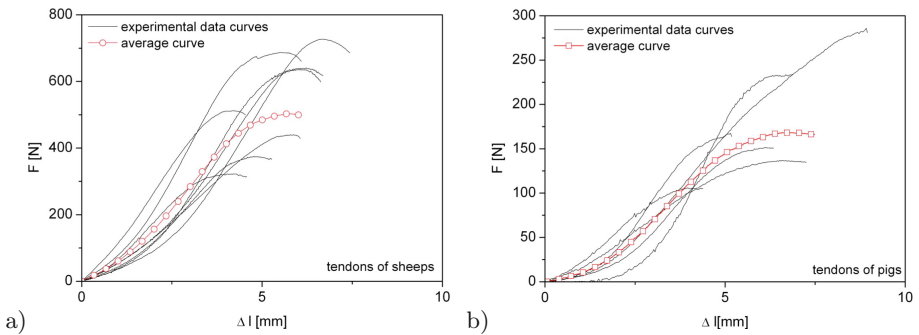 800
600
400
200
0
F [N]
experimental data curves
average curve
tendons of sheeps
0
5
10
Δ l [mm]
a)
300
250
200
150
100
50
0
F [N]
experimental data curves
average curve
tendons of pigs
0
5
10
Δ l[mm]
b)